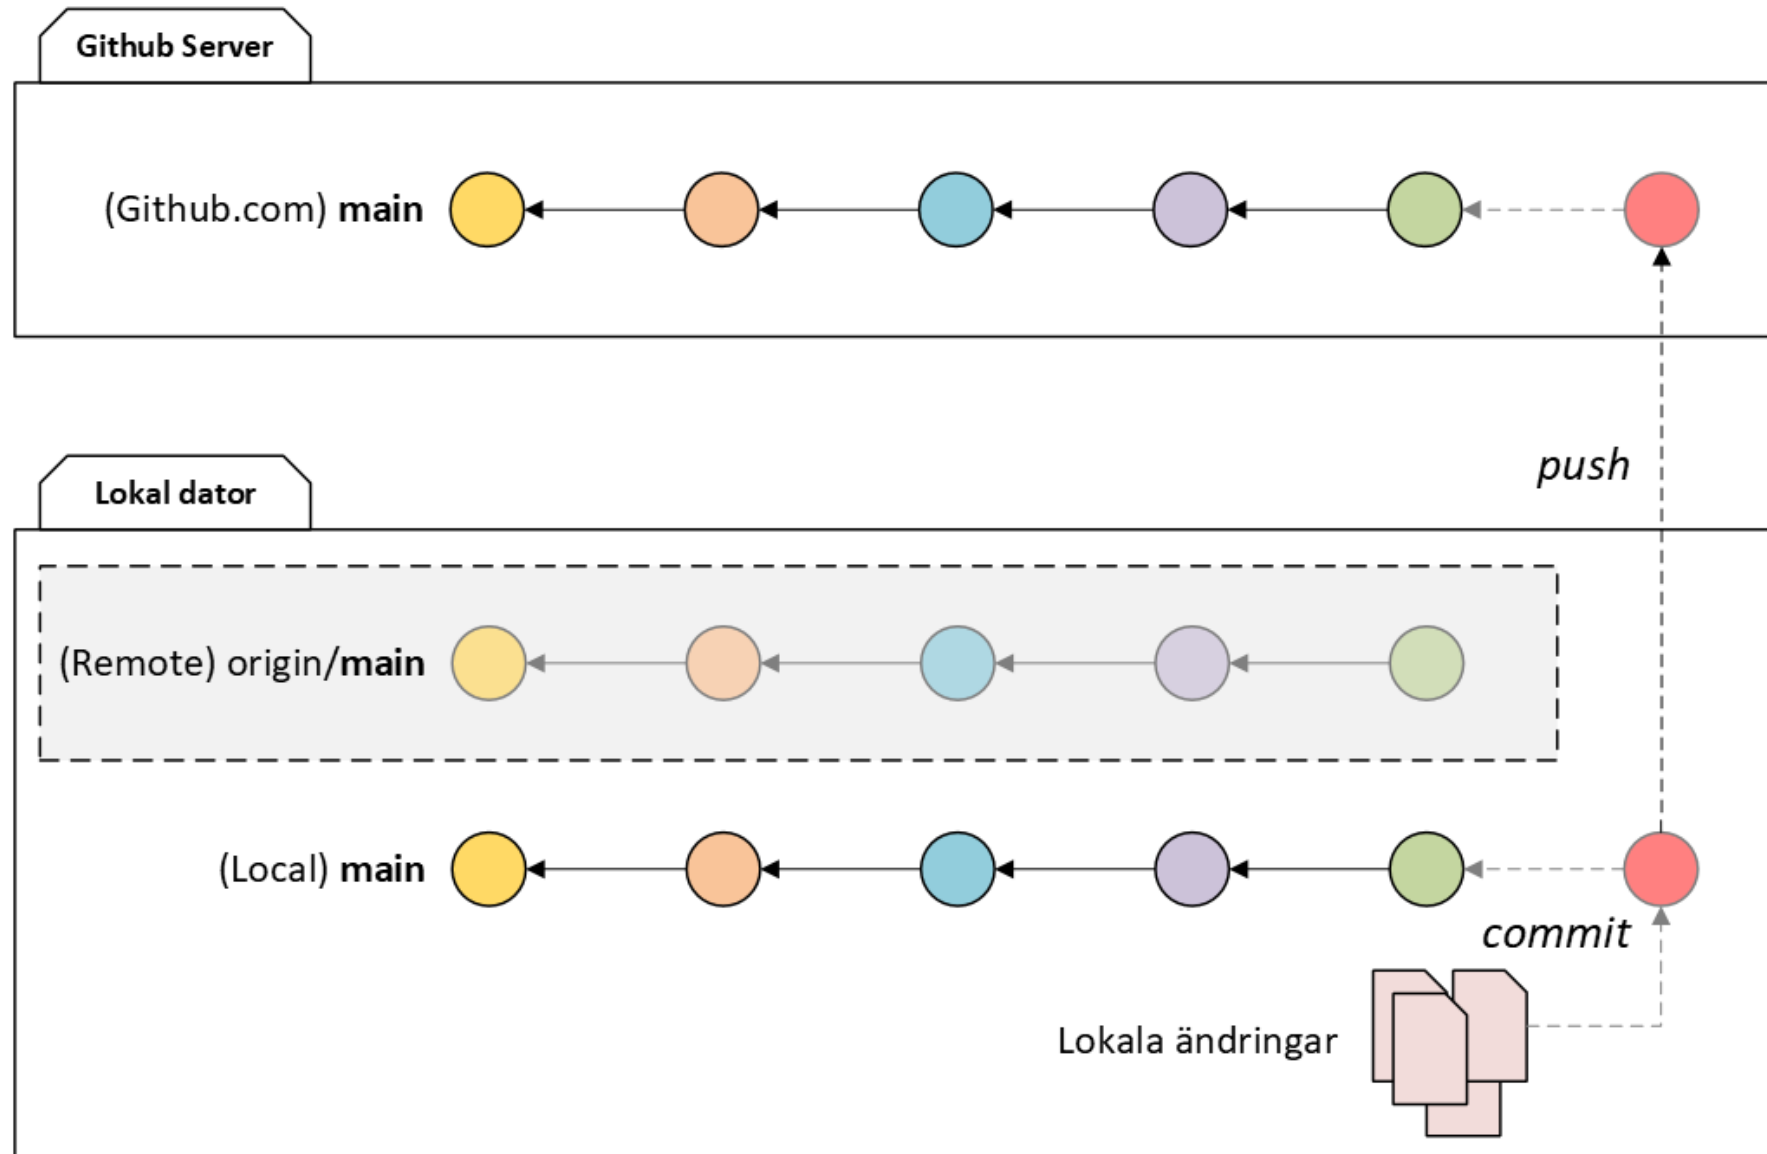 Github Server
(Github.com) main
push
Lokal dator
(Remote) origin/main
(Local) main
commit
Lokala ändringar